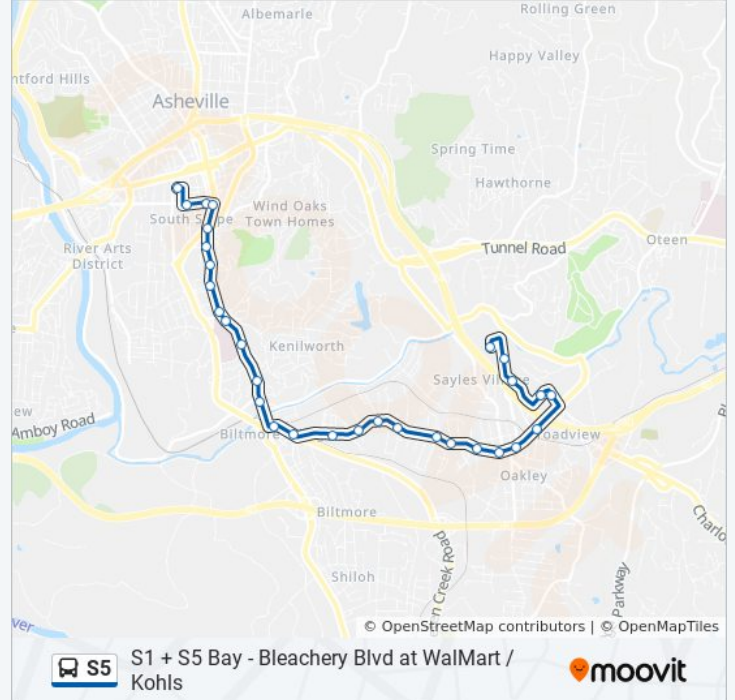 Albemarle
Rolling Green
Happy Valley
ntford Hills
Asheville
Spring Time
Hawthorne
Wind Oaks
Town Homes
South Slope
River Arts
District
Tunnel Road
Oteen
Kenilworth
Sayles Vill
ew
Amboy Road
Biltmore
roadview
Oakley
Biltmore
Charlo
Shiloh
n Creek Road
Parkway
ver
© OpenStreetMap contributors | © OpenMapTiles
S5
S1 + S5 Bay - Bleachery Blvd at WalMart /
Kohls
moovit